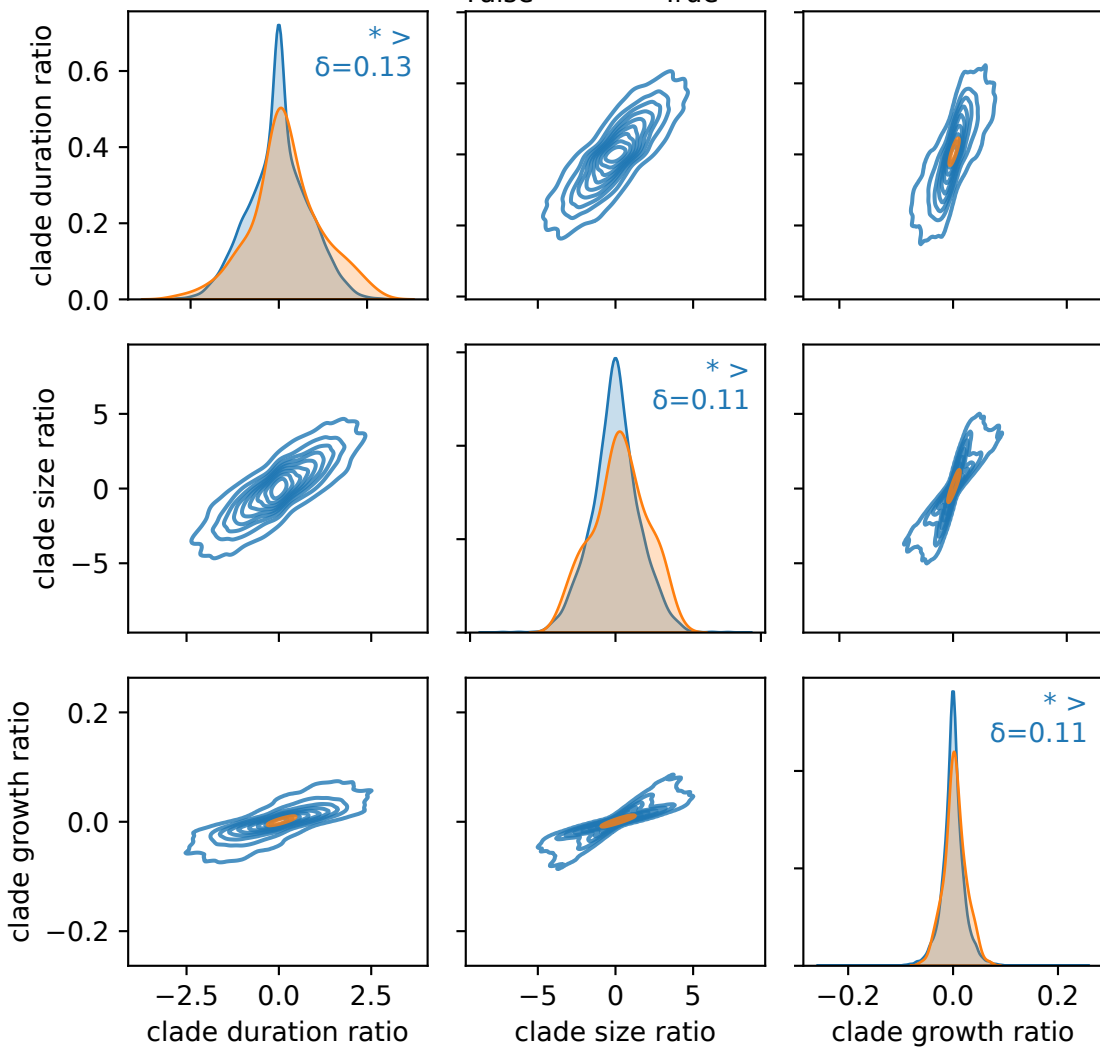 clade duration ratio
0.6
0.4
0.2
0.0
* >
δ=0.13
clade size ratio
5
0
−5
* >
δ=0.11
clade growth ratio
0.2
0.0
−0.2
* >
δ=0.11
−2.5 0.0 2.5
−5 0 5
−0.2 0.0 0.2
clade duration ratio
clade size ratio
clade growth ratio